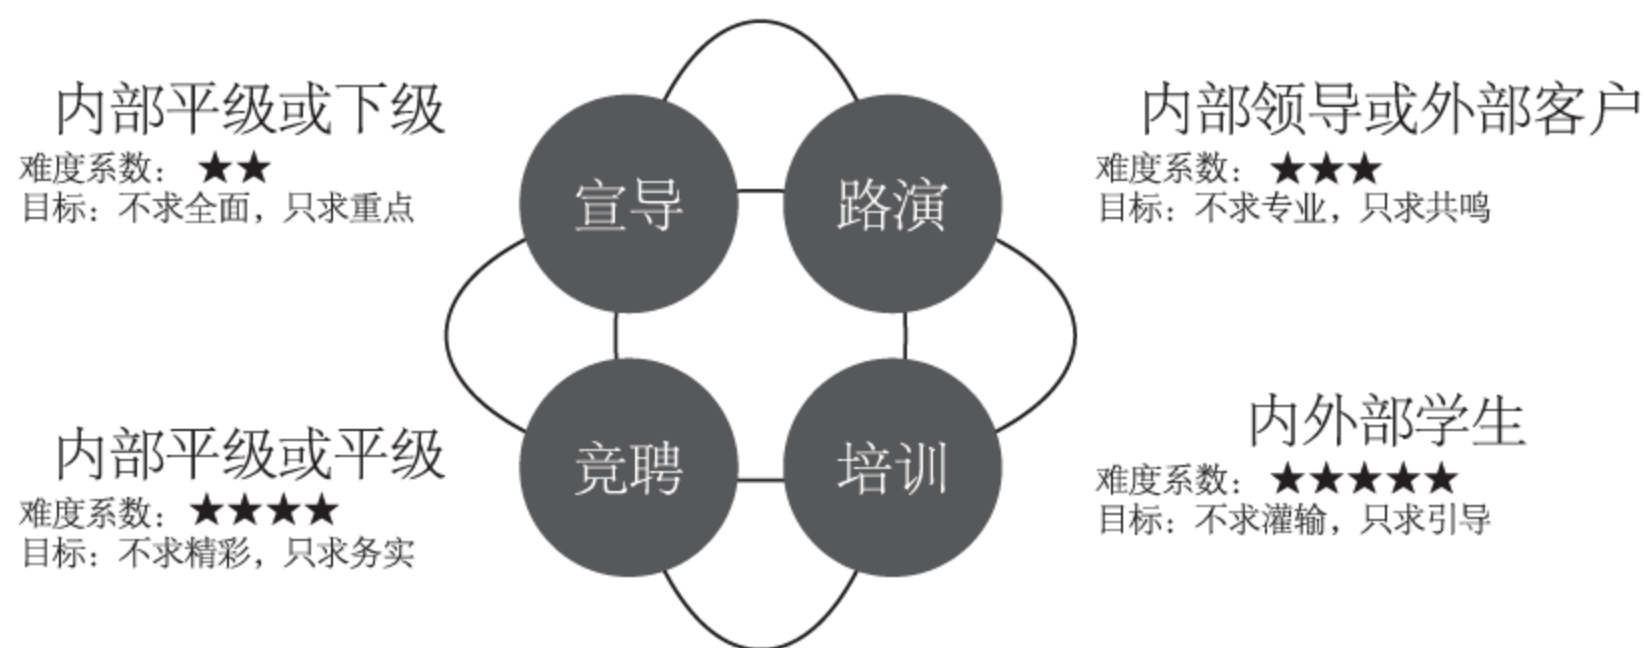 内部平级或下级
难度系数：★★
目标：不求全面，只求重点
宣导
路演
内部领导或外部客户
难度系数：★★★
目标：不求专业，只求共鸣
内部平级或平级
难度系数：★★★★
目标：不求精彩，只求务实
竞聘
培训
内外部学生
难度系数：★★★★★
目标：不求灌输，只求引导